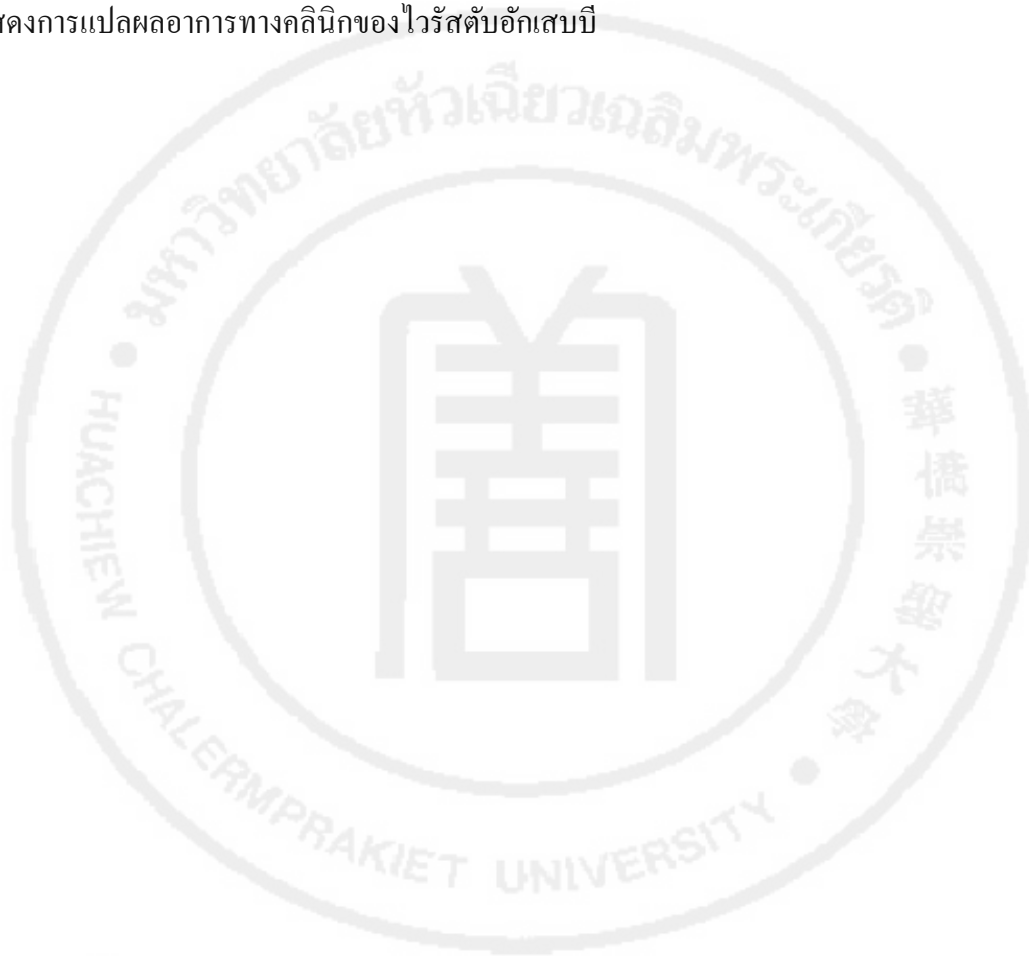 สดงการแปลผลอาการทางคลินิกของไวรัสตับอักเสบบี
มหาวิทยาลัยหัวเฉียวเฉลิมพระเกียรติ
華僑崇聖大學
HUACHIEW CHALERMPRAKIET UNIVERSITY